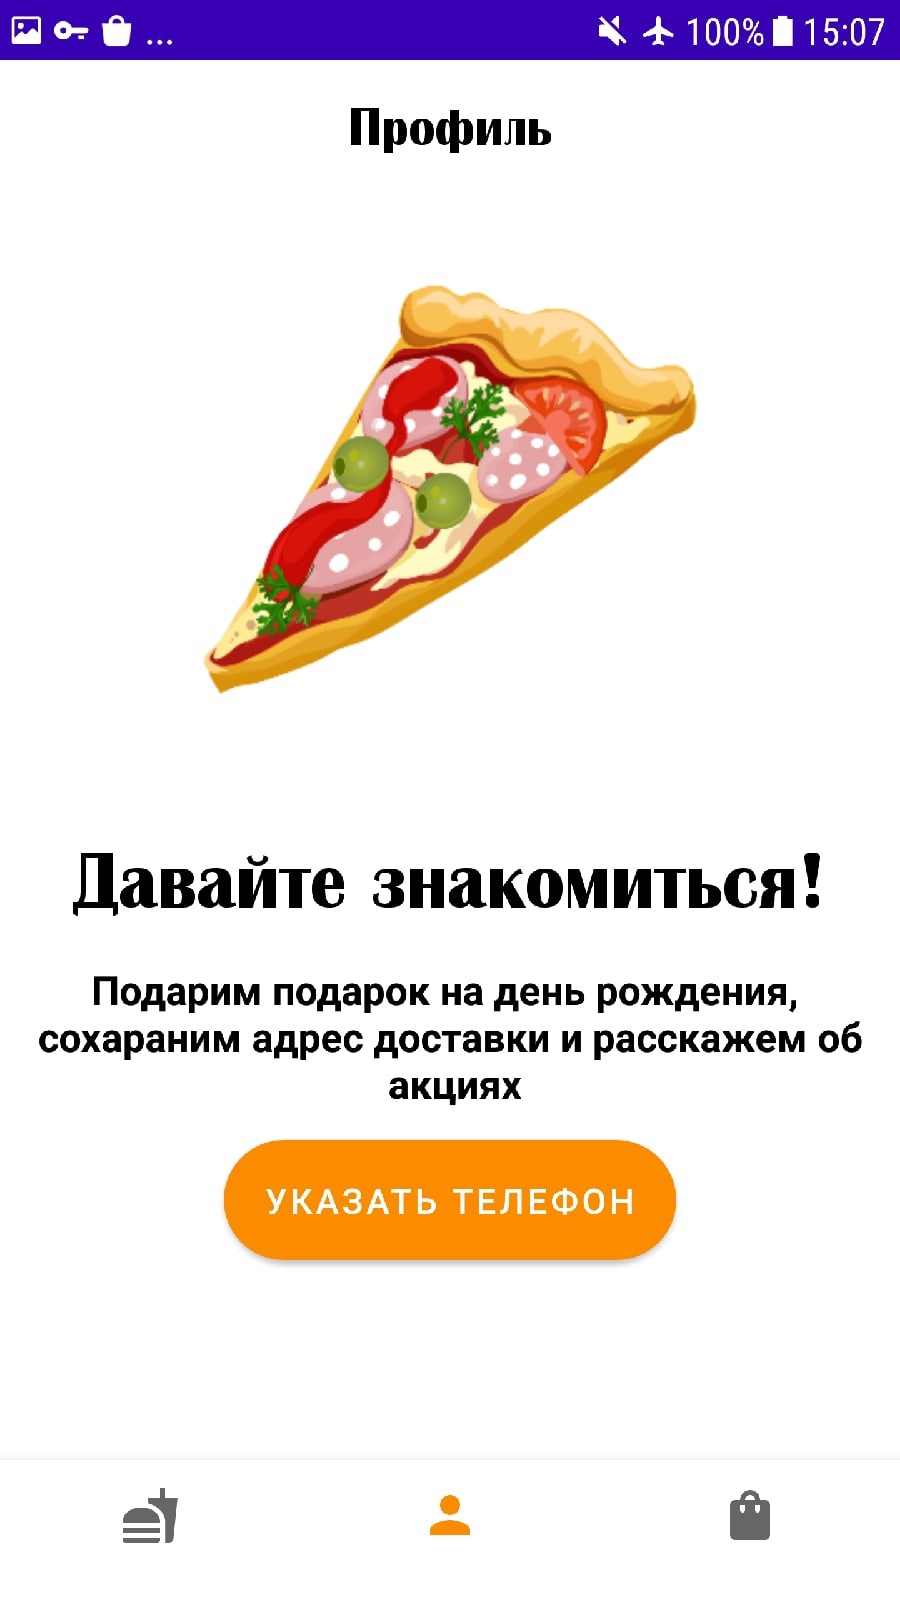 ... 100% 15:07
Профиль
Давайте знакомиться!
Подарим подарок на день рождения,
сохараним адрес доставки и расскажем об
акциях
УКАЗАТЬ ТЕЛЕФОН